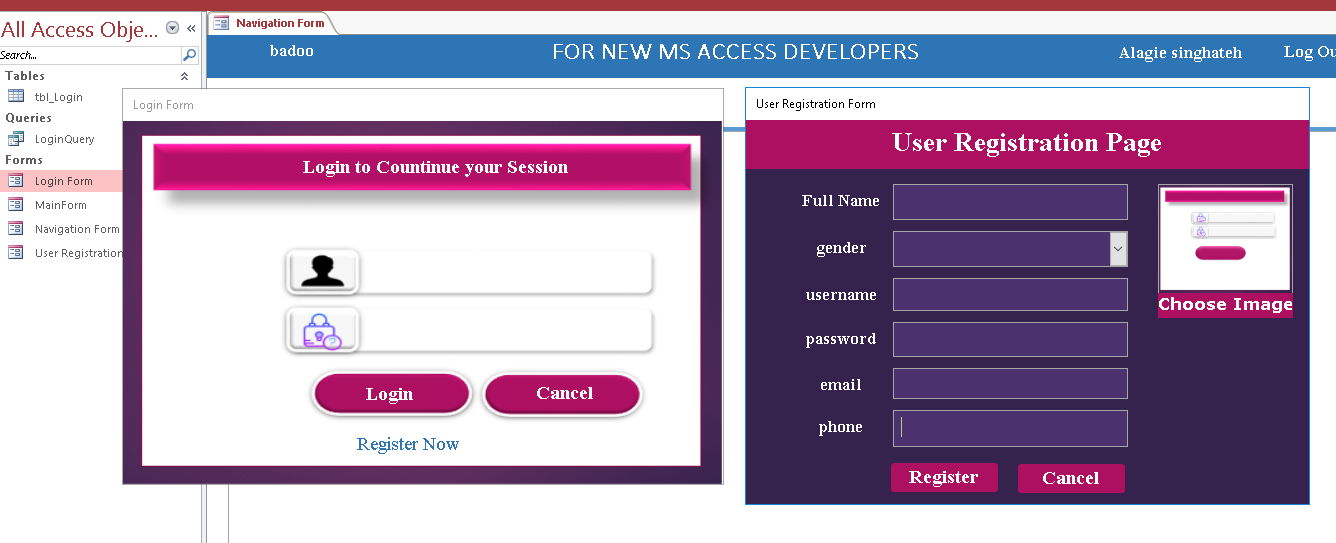 All Access Obje...
Search...
Tables
tbl_Login
Queries
LoginQuery
Forms
Login Form
MainForm
Navigation Form
User Registration
Navigation Form
badoo
FOR NEW MS ACCESS DEVELOPERS
Alagie singhateh
Log Ou
Login Form
Login to Countinue your Session
Login
Cancel
Register Now
User Registration Form
User Registration Page
Full Name
gender
username
password
email
phone
Choose Image
Register
Cancel